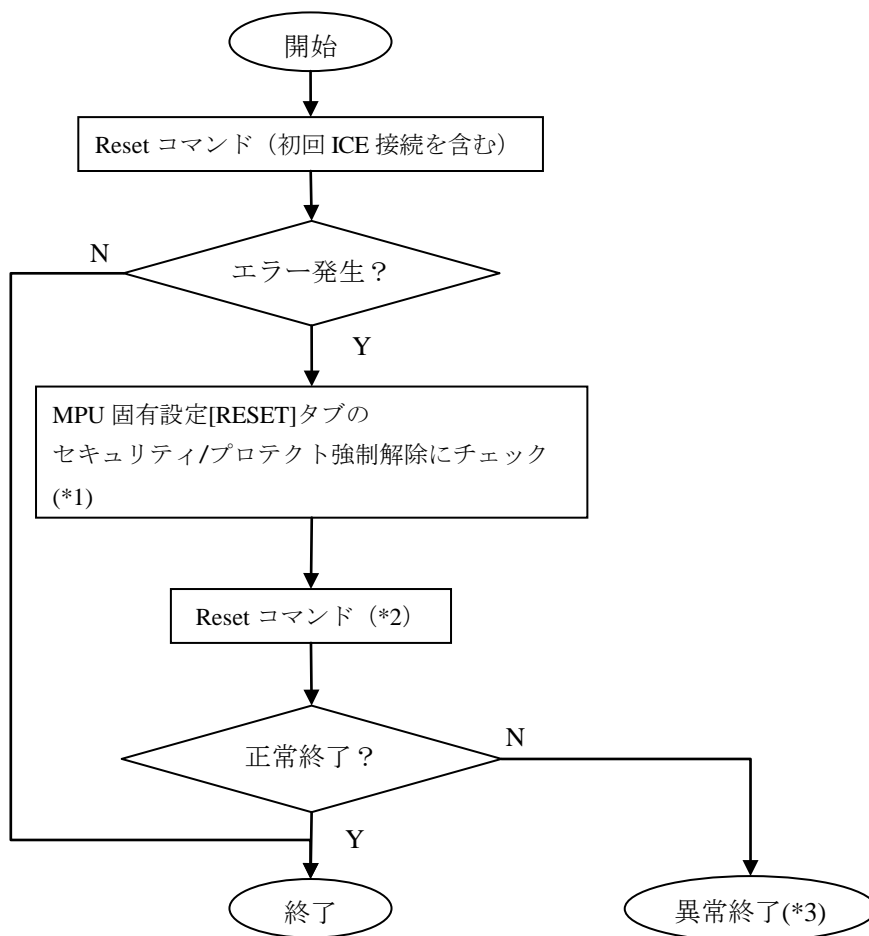 開始
Reset コマンド（初回 ICE 接続を含む）
エラー発生？
N
Y
MPU 固有設定[RESET]タブの
セキュリティ/プロテクト強制解除にチェック
(*1)
Reset コマンド（*2）
正常終了？
N
Y
終了
異常終了(*3)